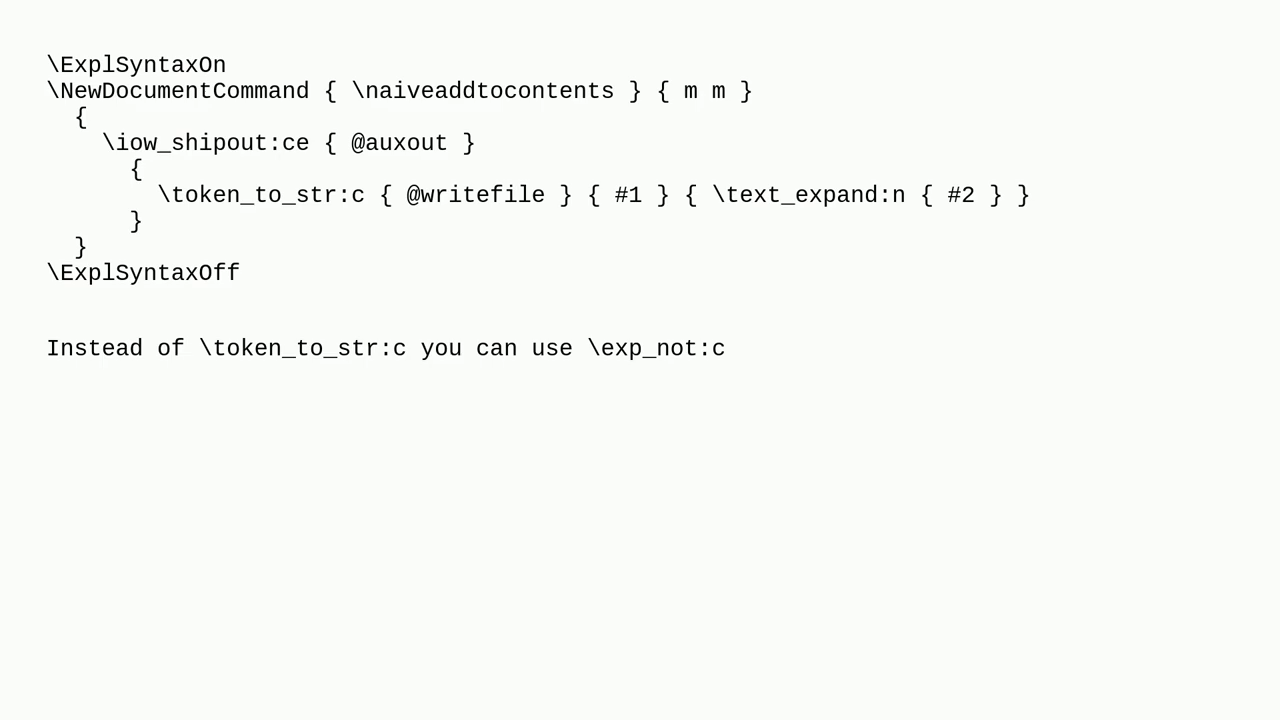 \ExplSyntaxOn
\NewDocumentCommand { \naiveaddtocontents } { m m }
  {
    \iow_shipout:ce { @auxout }
      {
        \token_to_str:c { @writefile } { #1 } { \text_expand:n { #2 } }
      }
  }
\ExplSyntaxOff
Instead of \token_to_str:c you can use \exp_not:c